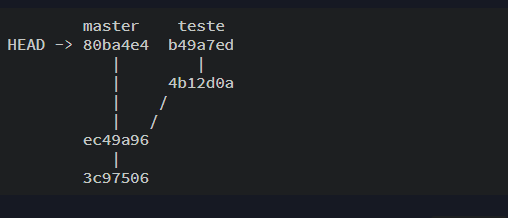 master teste
HEAD -> 80ba4e4 b49a7ed
| |
| 4b12d0a
| /
| /
ec49a96
|
3c97506